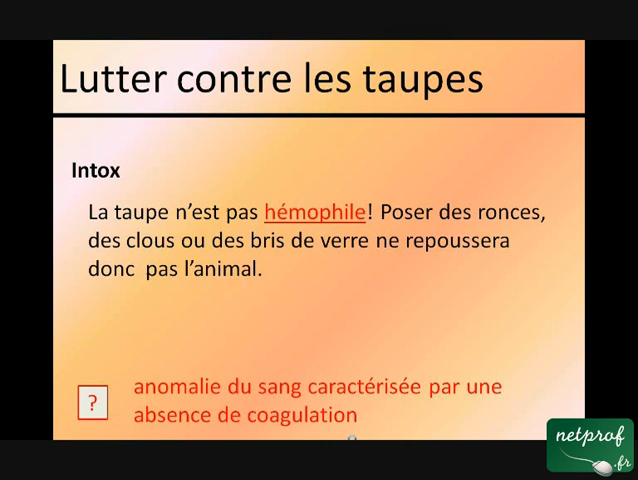 Lutter contre les taupes
Intox
La taupe n’est pas hémophile! Poser des ronces,
des clous ou des bris de verre ne repoussera
donc  pas l’animal.
?
anomalie du sang caractérisée par une
absence de coagulation
netprof
.fr